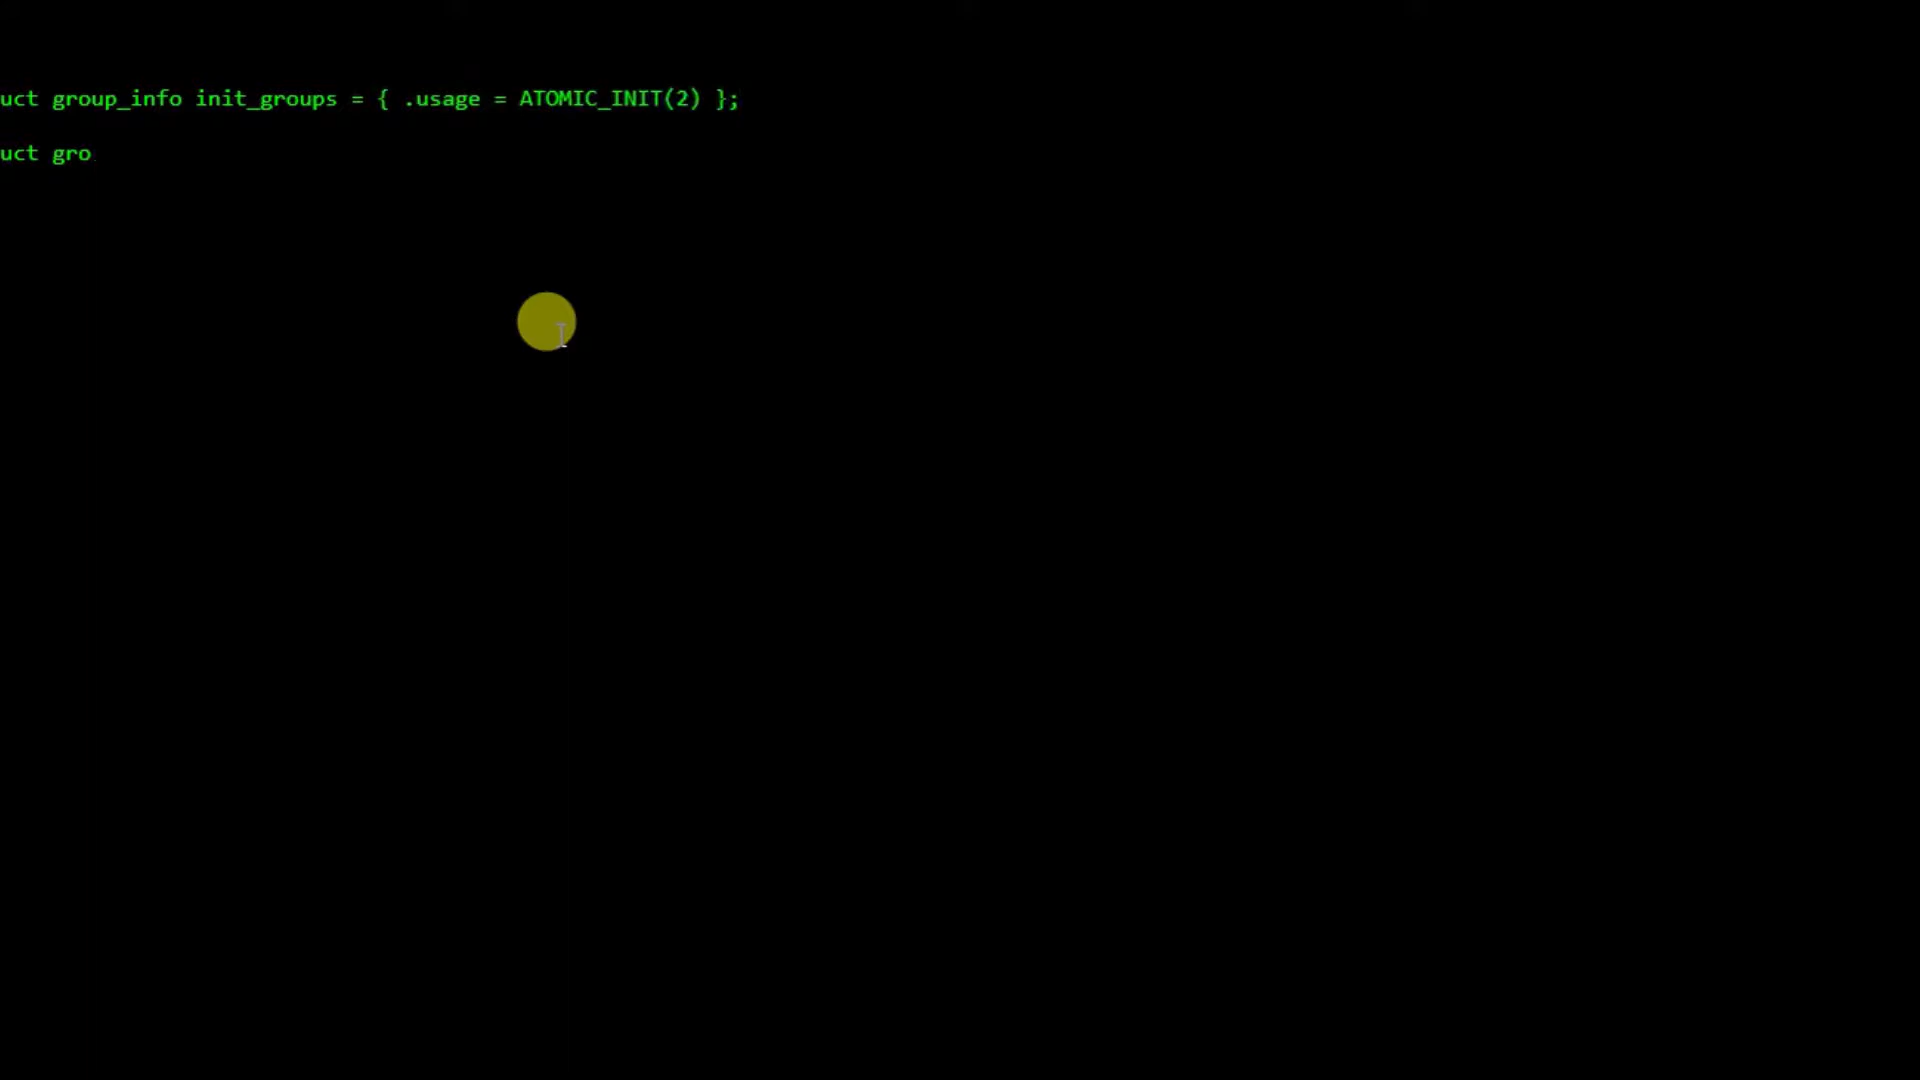 uct group_info init_groups = { .usage = ATOMIC_INIT(2) };
uct gro